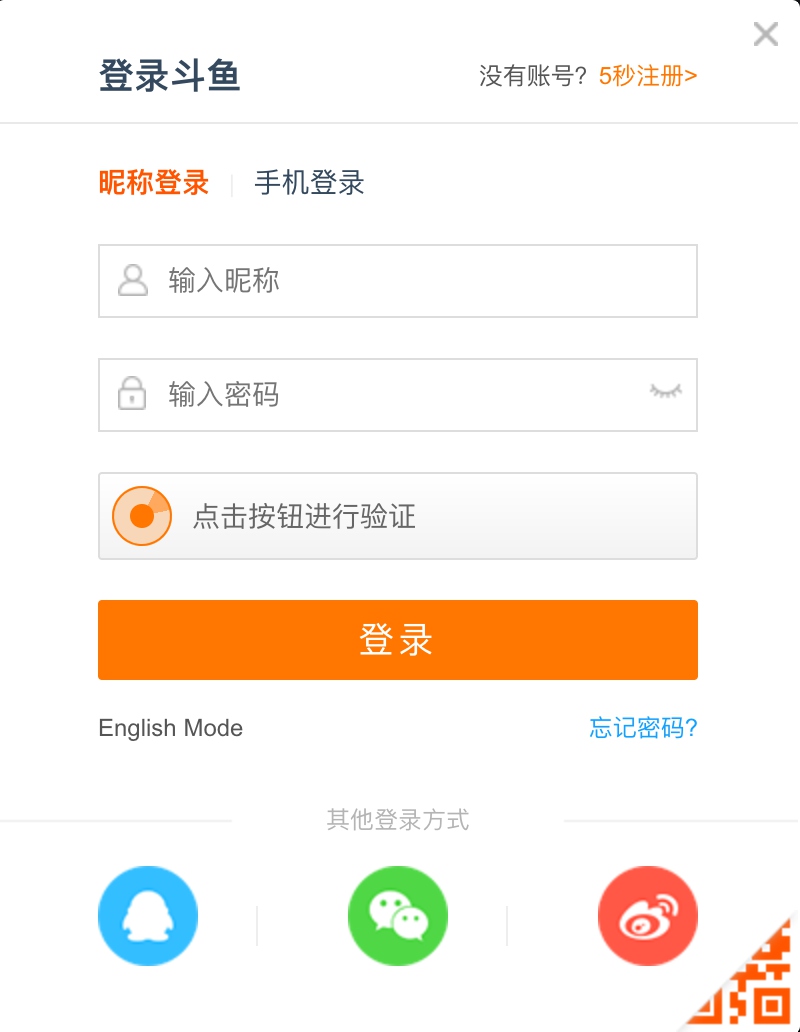 登录斗鱼
没有账号? 5秒注册>
昵称登录
手机登录
输入昵称
输入密码
点击按钮进行验证
登录
English Mode
忘记密码?
其他登录方式